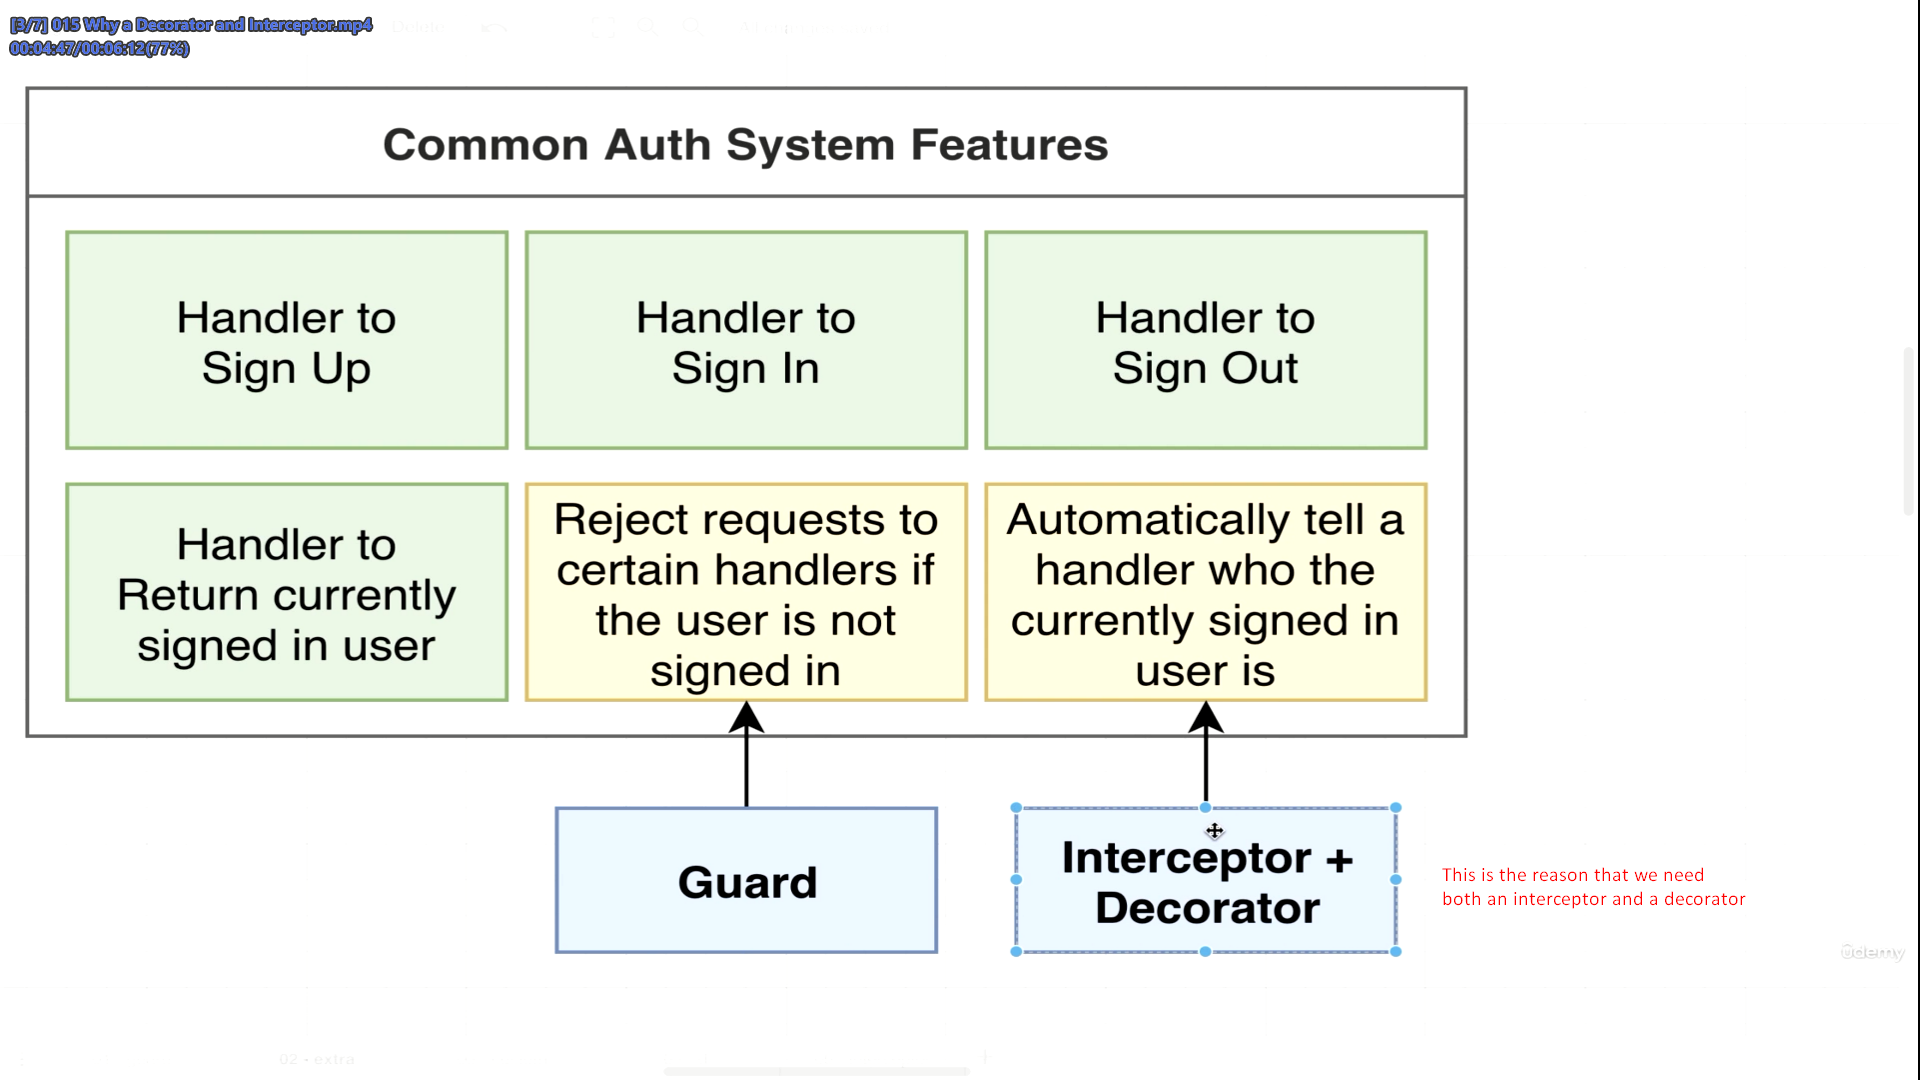 [3/7] 015 Why a Decorator and Interceptor.mp4
00:04:47/00:06:12(77%)
Common Auth System Features
Handler to
Sign Up
Handler to
Sign In
Handler to
Sign Out
Handler to
Return currently
signed in user
Reject requests to
certain handlers if
the user is not
signed in
Automatically tell a
handler who the
currently signed in
user is
Guard
Interceptor +
Decorator
This is the reason that we need
both an interceptor and a decorator
ûdemy
02 - extra